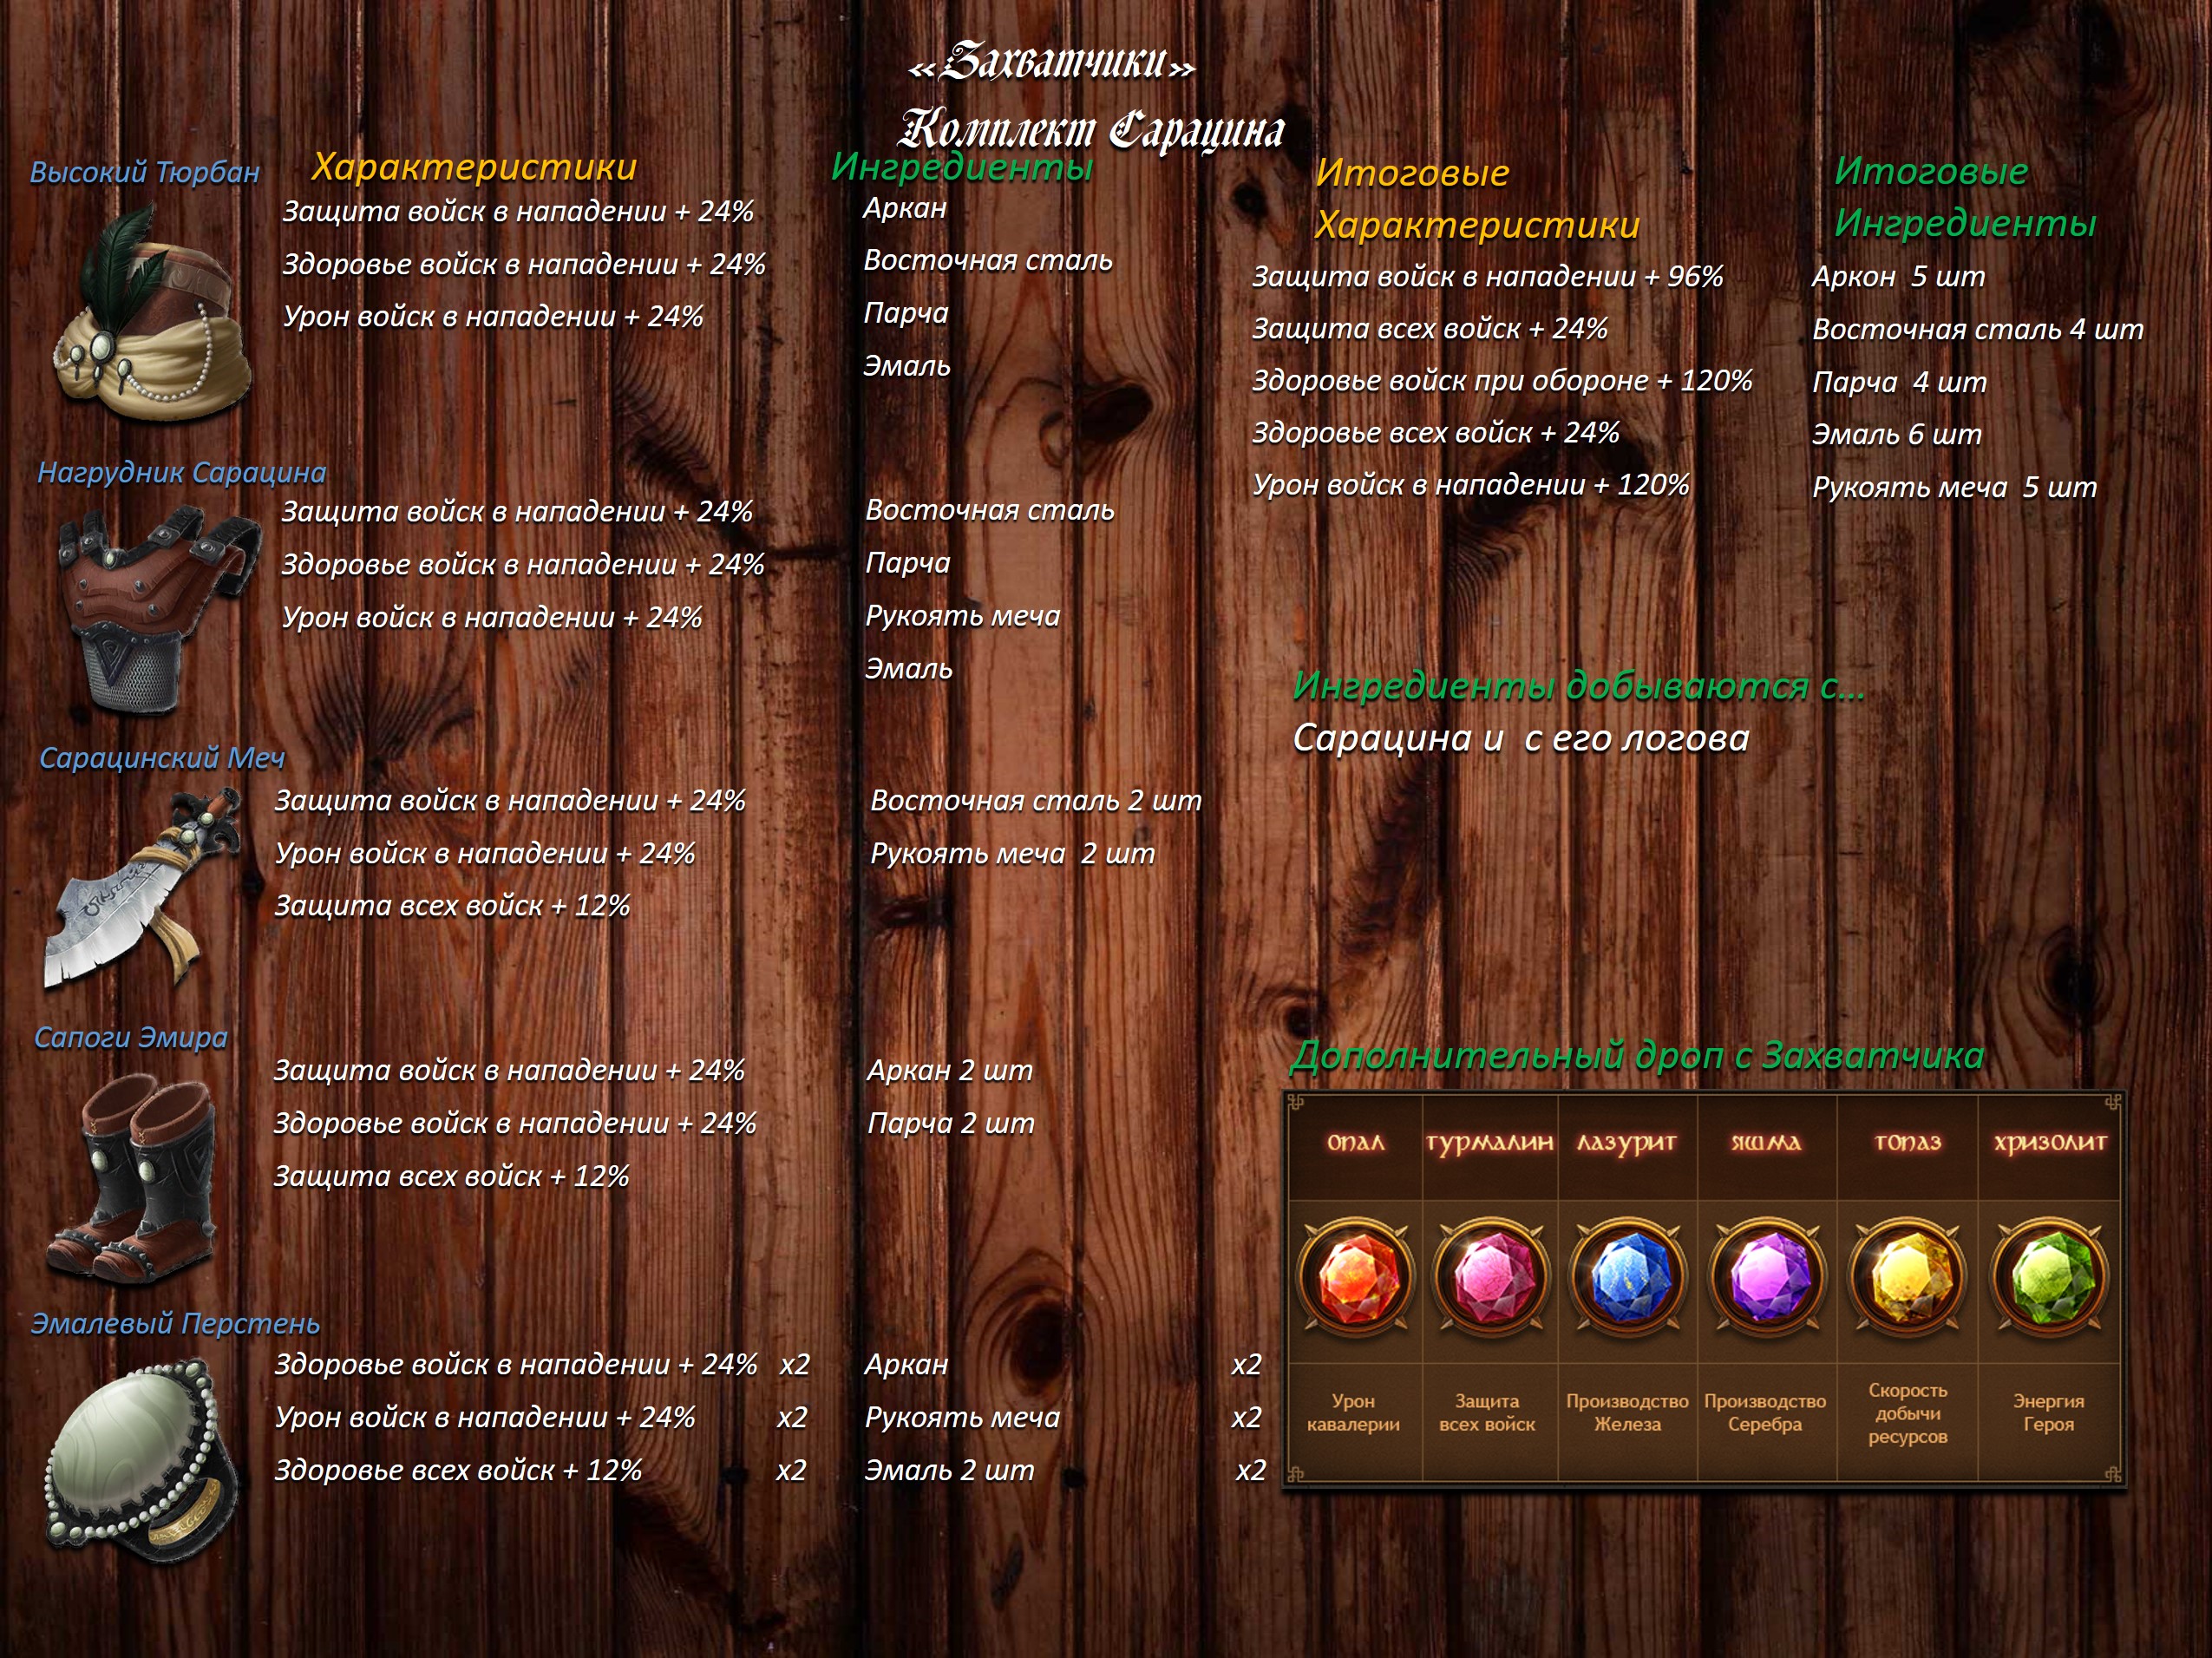 «Захватчики»
Комплект Сарацина
Высокий Тюрбан
Характеристики
Ингредиенты
Защита войск в нападении + 24%
Здоровье войск в нападении + 24%
Урон войск в нападении + 24%
Аркан
Восточная сталь
Парча
Эмаль
Нагрудник Сарацина
Защита войск в нападении + 24%
Здоровье войск в нападении + 24%
Урон войск в нападении + 24%
Восточная сталь
Парча
Рукоять меча
Эмаль
Сарацинский Меч
Защита войск в нападении + 24%
Урон войск в нападении + 24%
Защита всех войск + 12%
Восточная сталь 2 шт
Рукоять меча 2 шт
Сапоги Эмира
Защита войск в нападении + 24%
Здоровье войск в нападении + 24%
Защита всех войск + 12%
Аркан 2 шт
Парча 2 шт
Эмалевый Перстень
Здоровье войск в нападении + 24% x2
Урон войск в нападении + 24% x2
Здоровье всех войск + 12% x2
Аркан x2
Рукоять меча x2
Эмаль 2 шт x2
Итоговые
Характеристики
Защита войск в нападении + 96%
Защита всех войск + 24%
Здоровье войск при обороне + 120%
Здоровье всех войск + 24%
Урон войск в нападении + 120%
Итоговые
Ингредиенты
Аркон 5 шт
Восточная сталь 4 шт
Парча 4 шт
Эмаль 6 шт
Рукоять меча 5 шт
Ингредиенты добываются с...
Сарацина и с его логова
Дополнительный дроп с Захватчика
опал
турмалин
лазурит
яшма
топаз
хризолит
Урон
кавалерии
Защита
всех войск
Производство
Железа
Производство
Серебра
Скорость
добычи
ресурсов
Энергия
Героя